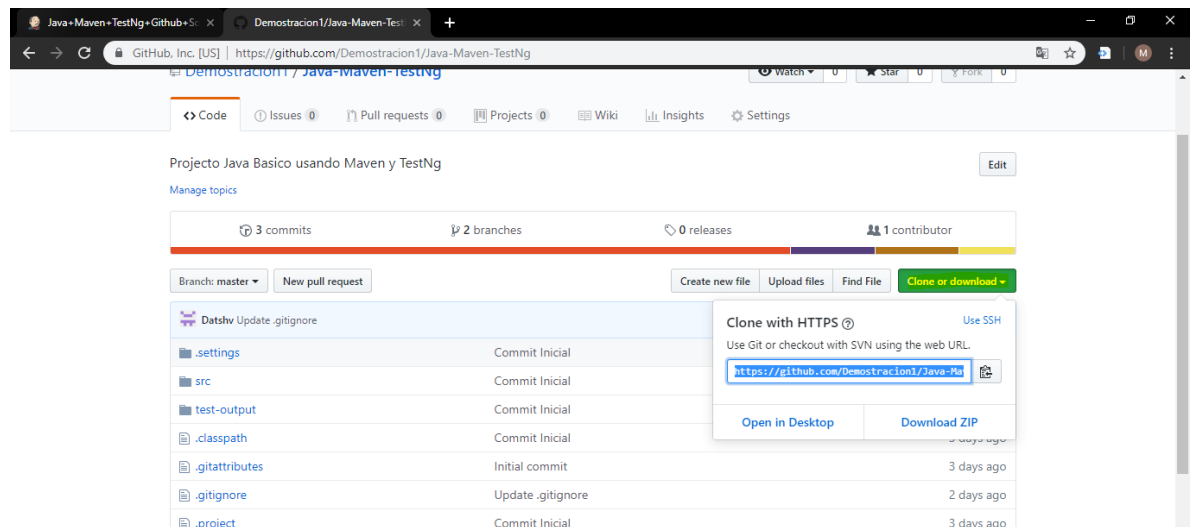 Java+Maven+TestNg+Github+So
Demostracion1/Java-Maven-Test
GitHub, Inc. [US] | https://github.com/Demostracion1/Java-Maven-TestNg
M
Demostracion1 / Java-Maven-TestNg
Watch 0 Star 0 Fork 0
Code Issues 0 Pull requests 0 Projects 0 Wiki Insights Settings
Projecto Java Basico usando Maven y TestNg
Edit
Manage topics
3 commits 2 branches 0 releases 1 contributor
Branch: master New pull request Create new file Upload files Find File Clone or download
Datshv Update .gitignore
Clone with HTTPS Use SSH
Use Git or checkout with SVN using the web URL.
https://github.com/Demostracion1/Java-Ma
Open in Desktop Download ZIP
.settings Commit Inicial
src Commit Inicial
test-output Commit Inicial
.classpath Commit Inicial 3 days ago
.gitattributes Initial commit 3 days ago
.gitignore Update .gitignore 2 days ago
.project Commit Inicial 3 days ago